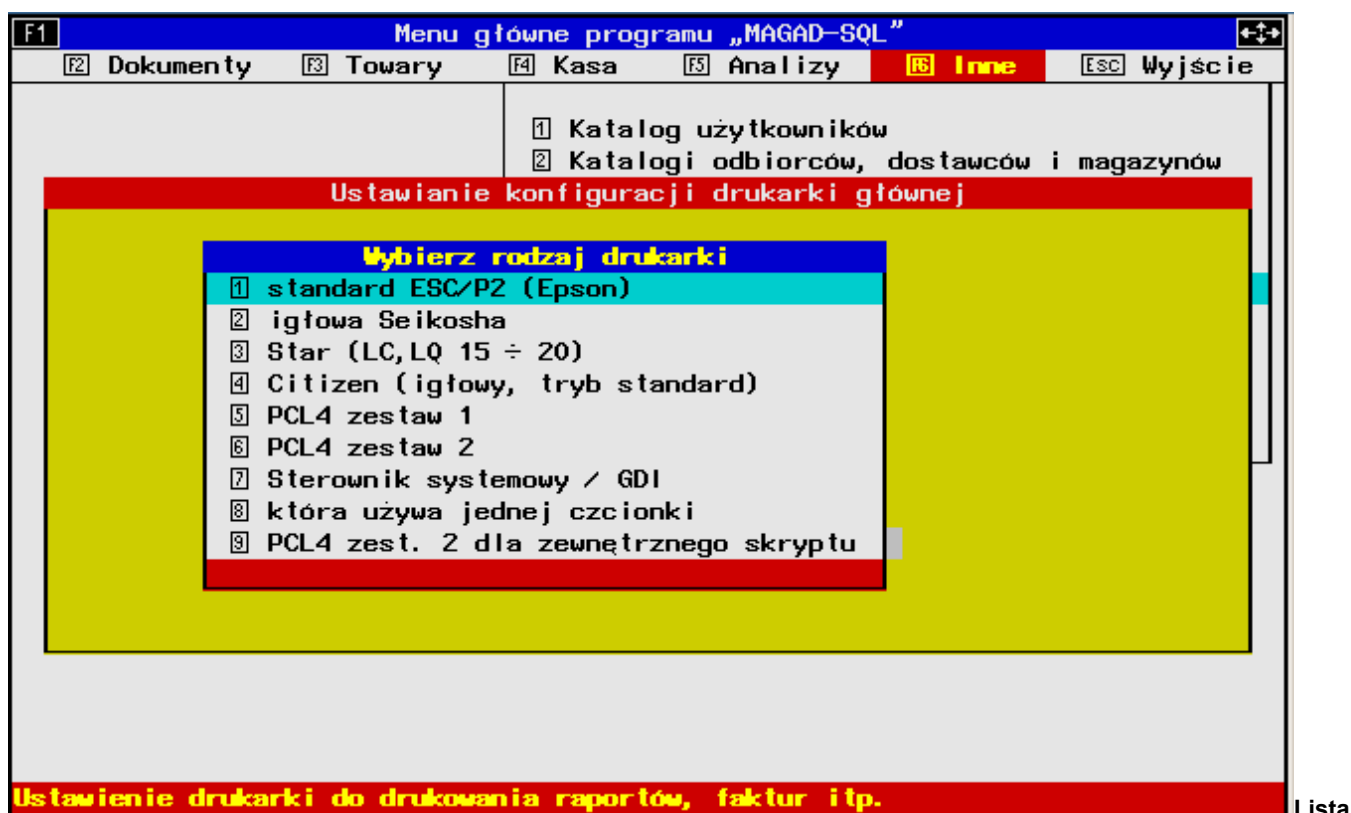 F1 Menu główne programu „MAGAD-SQL”
F2 Dokumenty F3 Towary F4 Kasa F5 Analizy F6 Inne ESC Wyjście
1 Katalog użytkowników
2 Katalogi odbiorców, dostawców i magazynów
Ustawianie konfiguracji drukarki głównej
Wybierz rodzaj drukarki
1 standard ESC/P2 (Epson)
2 igłowa Seikosha
3 Star (LC,LQ 15 ÷ 20)
4 Citizen (igłowy, tryb standard)
5 PCL4 zestaw 1
6 PCL4 zestaw 2
7 Sterownik systemowy / GDI
8 która używa jednej czcionki
9 PCL4 zest. 2 dla zewnętrznego skryptu
Ustawienie drukarki do drukowania raportów, faktur itp.
Lista